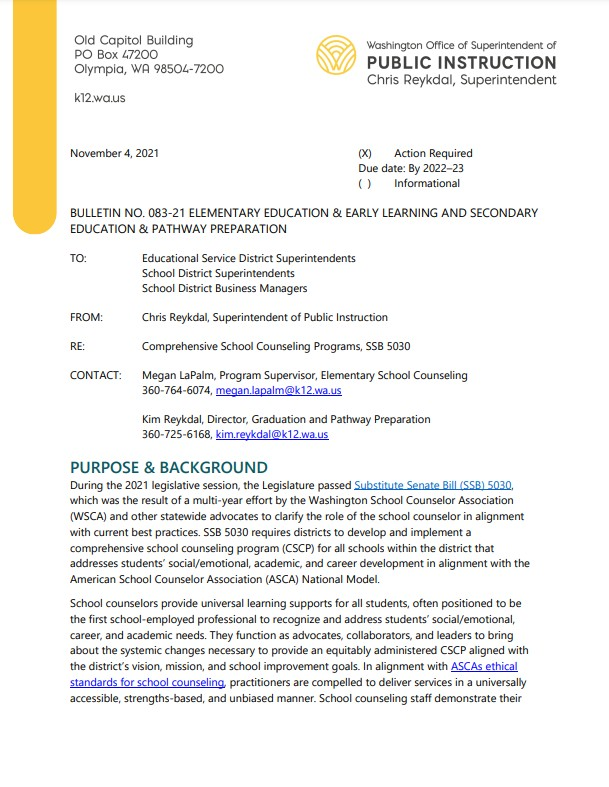 Old Capitol Building
PO Box 47200
Olympia, WA 98504-7200
k12.wa.us
Washington Office of Superintendent of
PUBLIC INSTRUCTION
Chris Reykdal, Superintendent
November 4, 2021
(X) Action Required
Due date: By 2022–23
( ) Informational
BULLETIN NO. 083-21 ELEMENTARY EDUCATION & EARLY LEARNING AND SECONDARY
EDUCATION & PATHWAY PREPARATION
TO: Educational Service District Superintendents
School District Superintendents
School District Business Managers
FROM: Chris Reykdal, Superintendent of Public Instruction
RE: Comprehensive School Counseling Programs, SSB 5030
CONTACT: Megan LaPalm, Program Supervisor, Elementary School Counseling
360-764-6074, megan.lapalm@k12.wa.us
Kim Reykdal, Director, Graduation and Pathway Preparation
360-725-6168, kim.reykdal@k12.wa.us
PURPOSE & BACKGROUND
During the 2021 legislative session, the Legislature passed Substitute Senate Bill (SSB) 5030,
which was the result of a multi-year effort by the Washington School Counselor Association
(WSCA) and other statewide advocates to clarify the role of the school counselor in alignment
with current best practices. SSB 5030 requires districts to develop and implement a
comprehensive school counseling program (CSCP) for all schools within the district that
addresses students' social/emotional, academic, and career development in alignment with the
American School Counselor Association (ASCA) National Model.
School counselors provide universal learning supports for all students, often positioned to be
the first school-employed professional to recognize and address students' social/emotional,
career, and academic needs. They function as advocates, collaborators, and leaders to bring
about the systemic changes necessary to provide an equitably administered CSCP aligned with
the district's vision, mission, and school improvement goals. In alignment with ASCAs ethical
standards for school counseling, practitioners are compelled to deliver services in a universally
accessible, strengths-based, and unbiased manner. School counseling staff demonstrate their